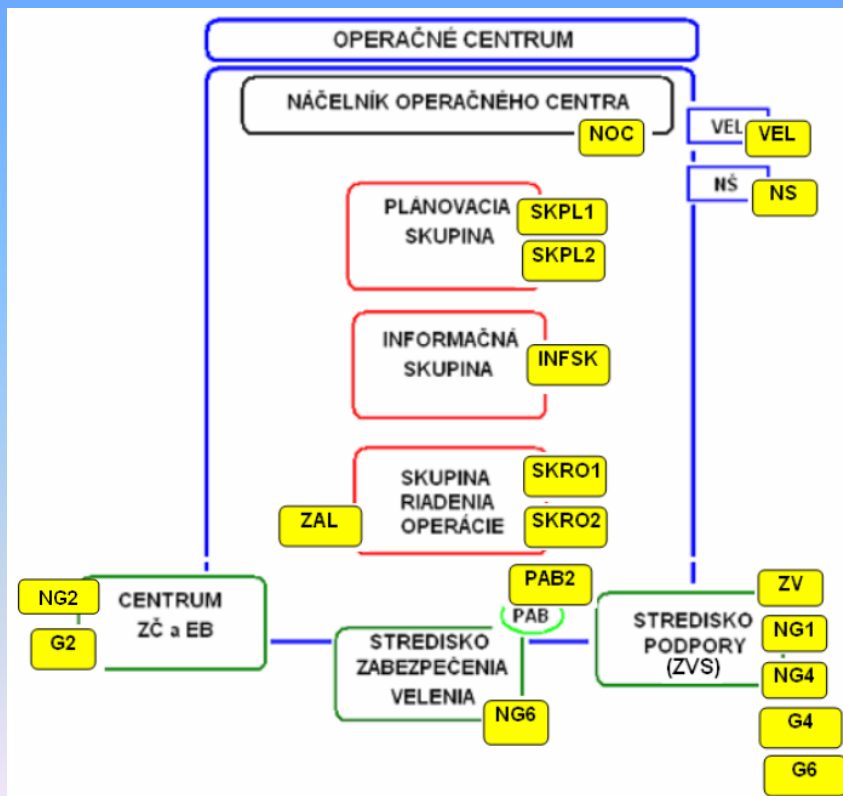 OPERAČNÉ CENTRUM
NÁČELNÍK OPERAČNÉHO CENTRA
NOC
VEL
VEL
NŠ
NS
PLÁNOVACIA
SKUPINA
SKPL1
SKPL2
INFORMAČNÁ
SKUPINA
INFSK
SKUPINA
RIADENIA
OPERÁCIE
SKRO1
SKRO2
ZAL
NG2
G2
CENTRUM
ZČ a EB
PAB2
PAB
STREDISKO
ZABEZPEČENIA
VELENIA
NG6
STREDISKO
PODPORY
(ZVS)
ZV
NG1
NG4
G4
G6